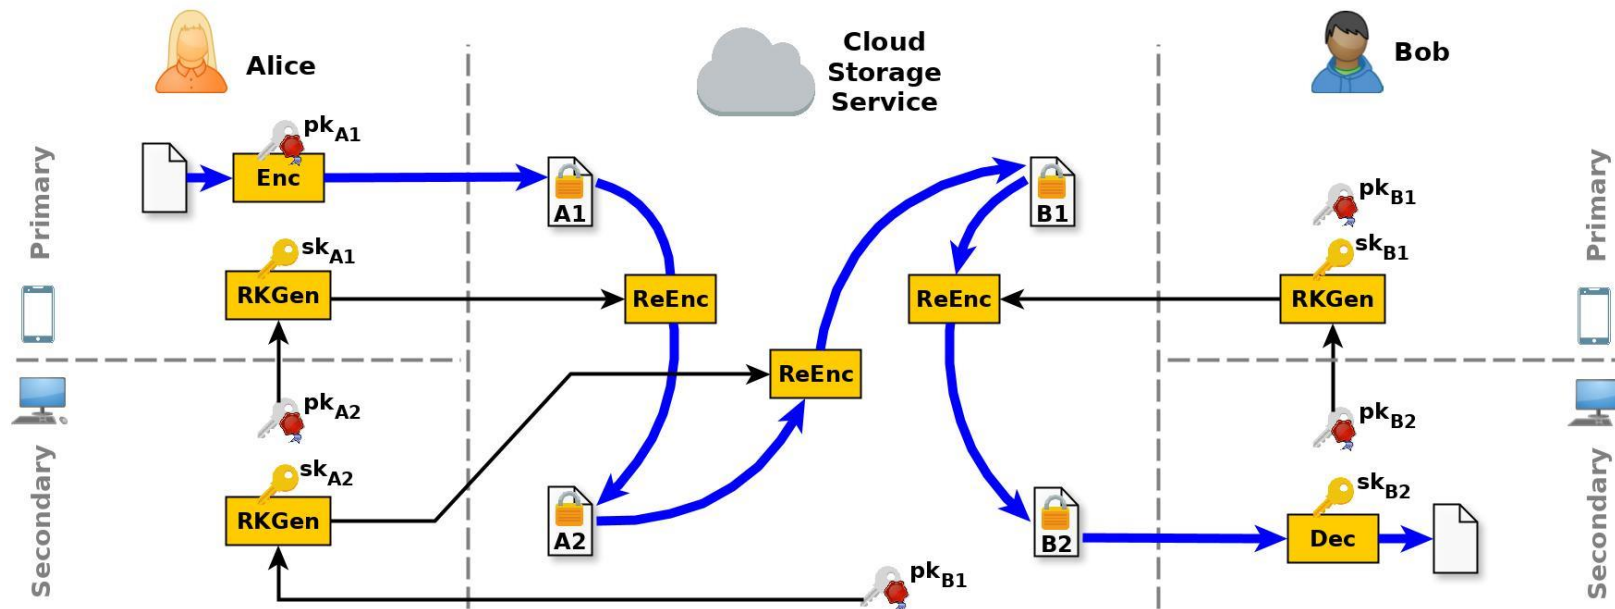 Alice
Cloud
Storage
Service
Bob
Primary
pkA1
Enc
A1
B1
pkB1
Primary
skA1
RKGen
ReEnc
ReEnc
skB1
RKGen
ReEnc
pkA2
pkB2
Secondary
skA2
RKGen
A2
B2
skB2
Dec
Secondary
pkB1